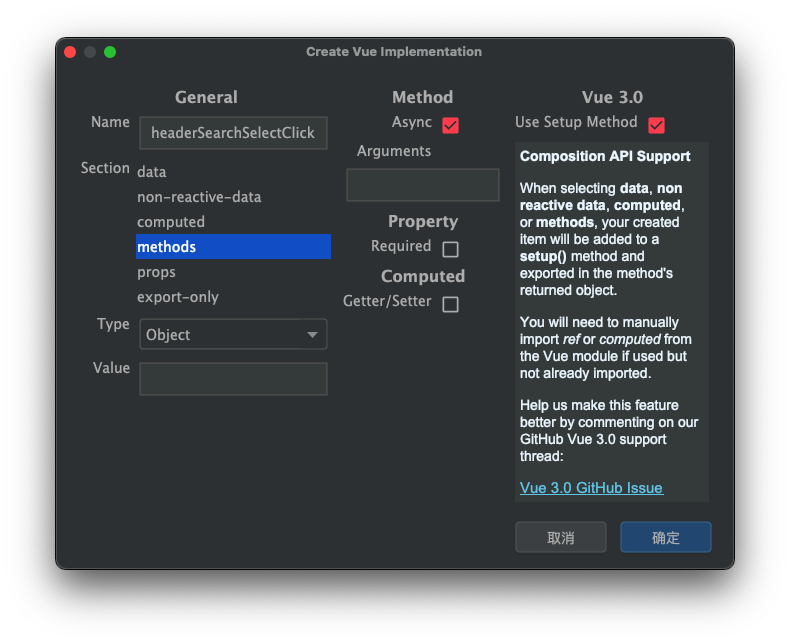 Create Vue Implementation
General
Name
headerSearchSelectClick
Section
data
non-reactive-data
computed
methods
props
export-only
Type
Object
Value
Method
Async
Arguments
Property
Required
Computed
Getter/Setter
Vue 3.0
Use Setup Method
Composition API Support
When selecting data, non
reactive data, computed,
or methods, your created
item will be added to a
setup() method and
exported in the method's
returned object.
You will need to manually
import ref or computed from
the Vue module if used but
not already imported.
Help us make this feature
better by commenting on our
GitHub Vue 3.0 support
thread:
Vue 3.0 GitHub Issue
取消
确定